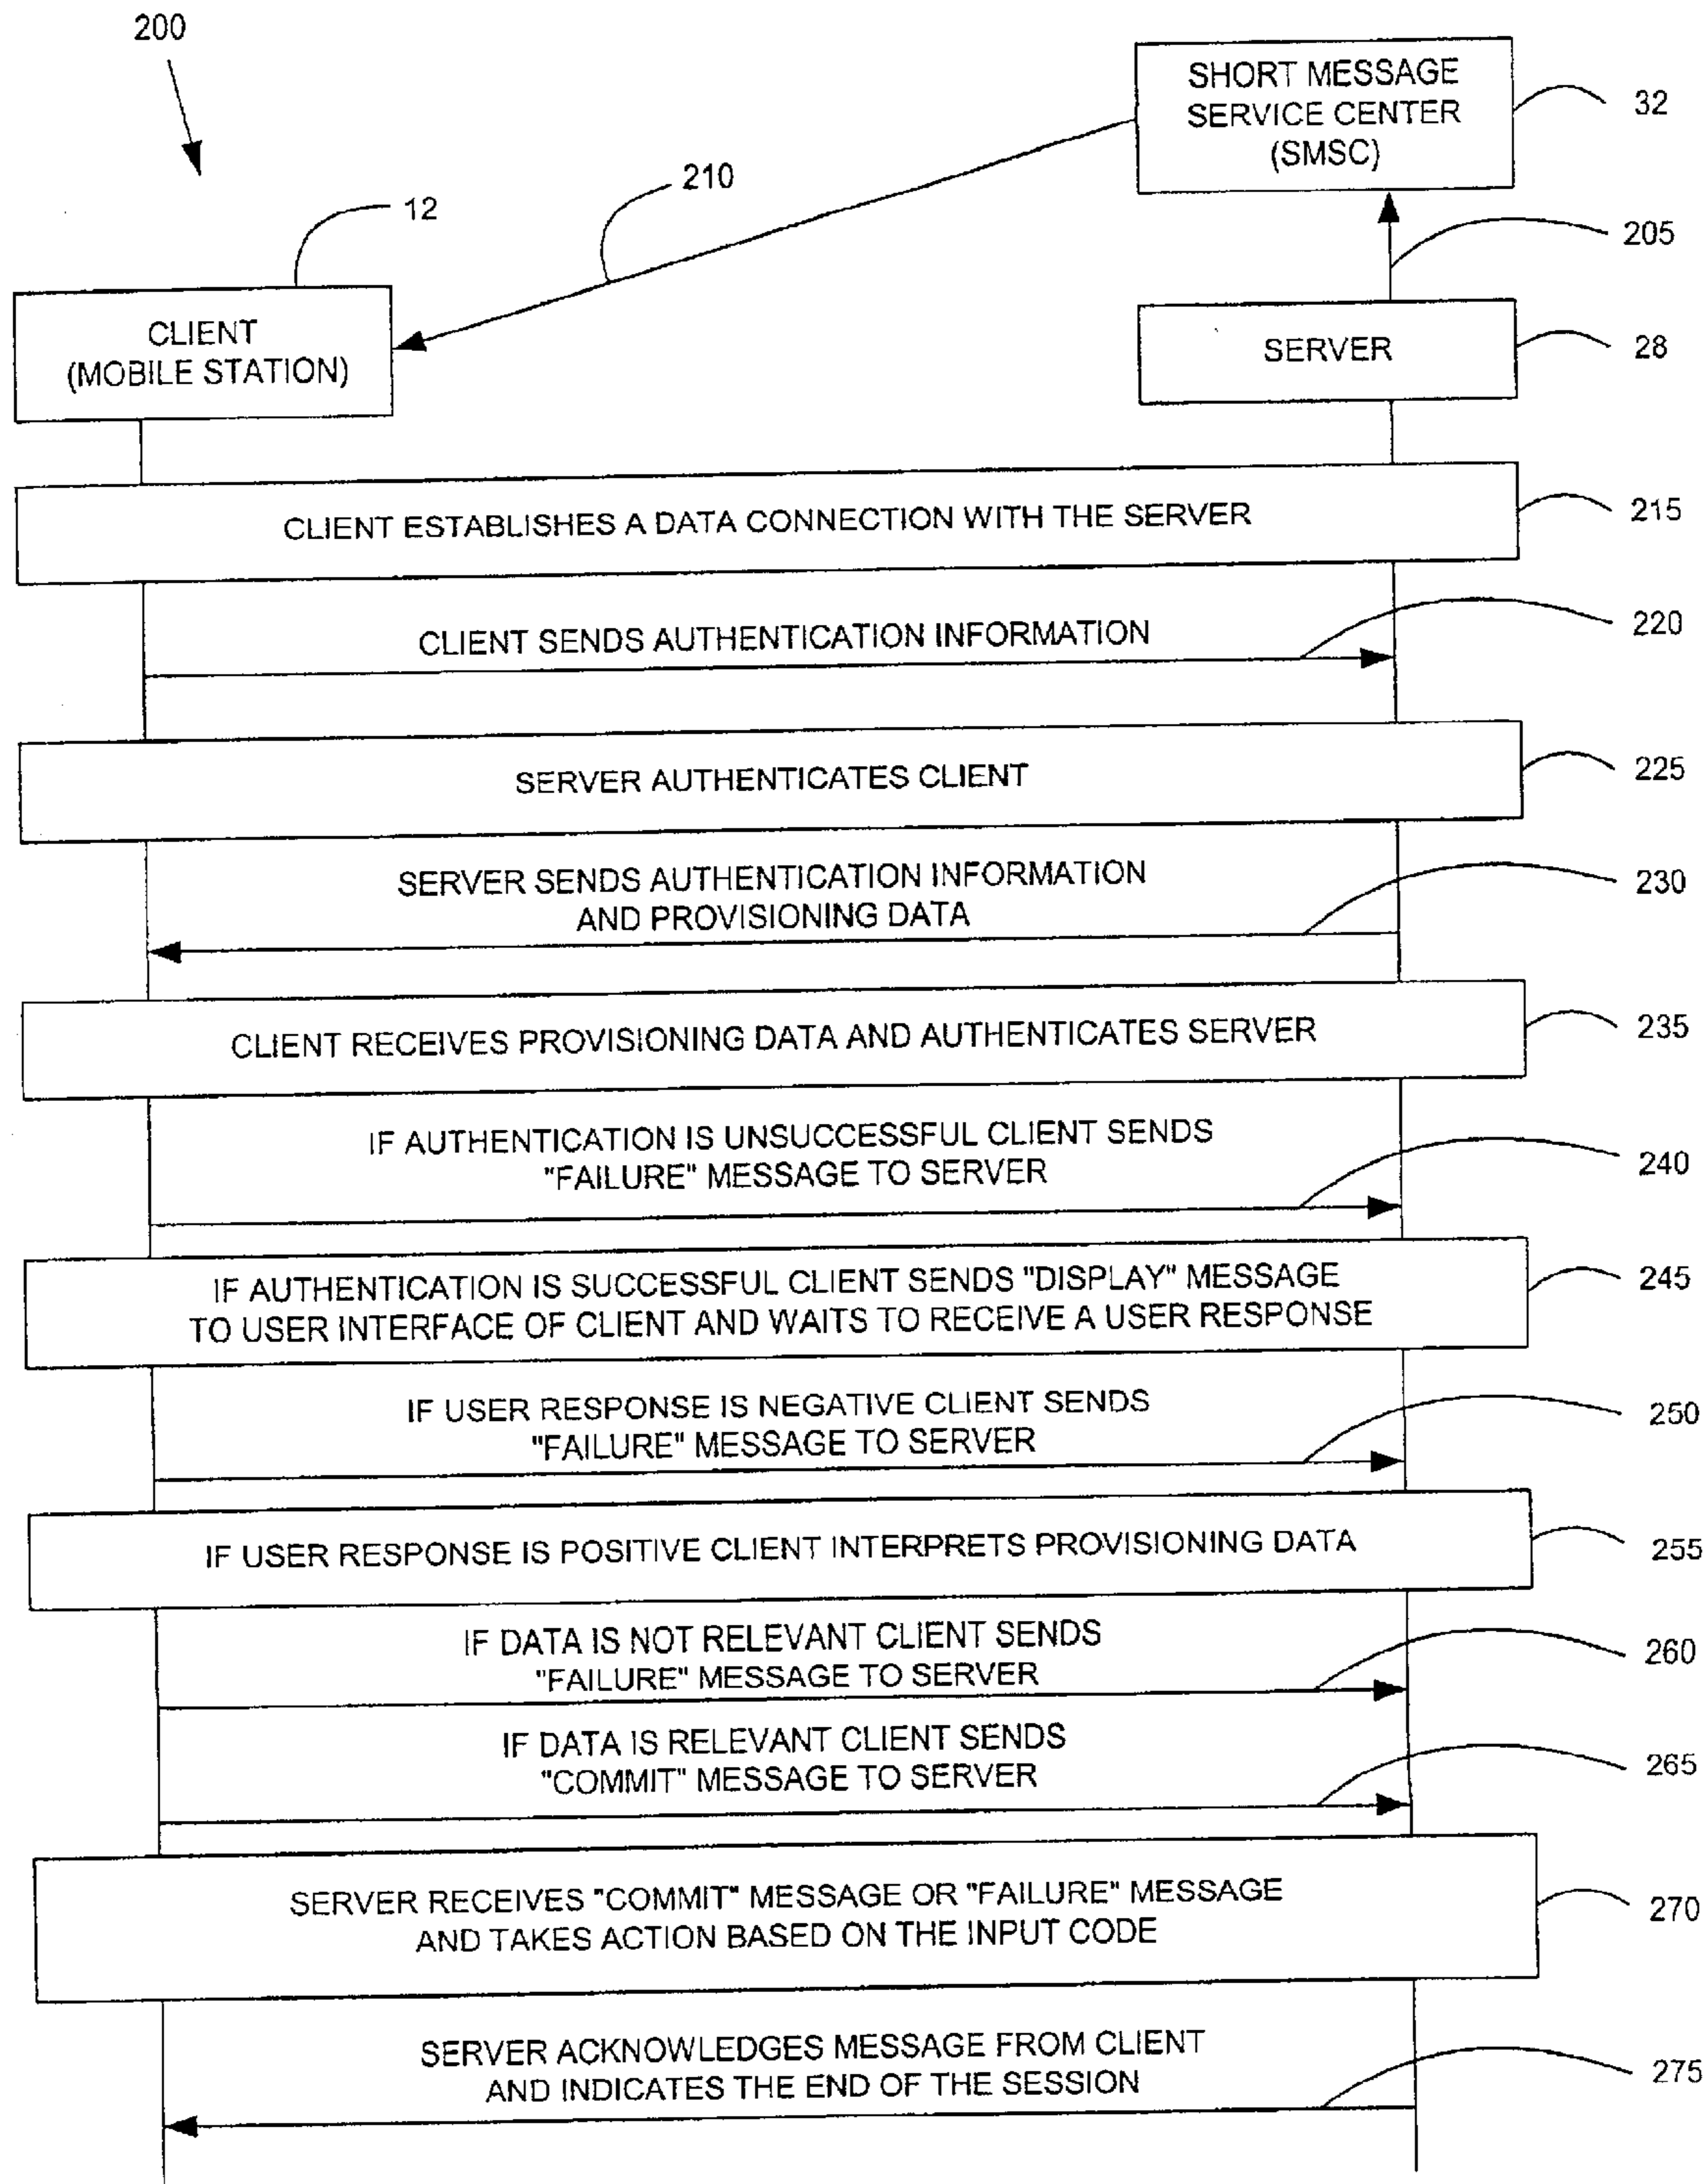 200
SHORT MESSAGE
SERVICE CENTER
(SMSC)
32
210
12
205
CLIENT
(MOBILE STATION)
SERVER
28
CLIENT ESTABLISHES A DATA CONNECTION WITH THE SERVER
215
CLIENT SENDS AUTHENTICATION INFORMATION
220
SERVER AUTHENTICATES CLIENT
225
SERVER SENDS AUTHENTICATION INFORMATION
AND PROVISIONING DATA
230
CLIENT RECEIVES PROVISIONING DATA AND AUTHENTICATES SERVER
235
IF AUTHENTICATION IS UNSUCCESSFUL CLIENT SENDS
"FAILURE" MESSAGE TO SERVER
240
IF AUTHENTICATION IS SUCCESSFUL CLIENT SENDS "DISPLAY" MESSAGE
TO USER INTERFACE OF CLIENT AND WAITS TO RECEIVE A USER RESPONSE
245
IF USER RESPONSE IS NEGATIVE CLIENT SENDS
"FAILURE" MESSAGE TO SERVER
250
IF USER RESPONSE IS POSITIVE CLIENT INTERPRETS PROVISIONING DATA
255
IF DATA IS NOT RELEVANT CLIENT SENDS
"FAILURE" MESSAGE TO SERVER
260
IF DATA IS RELEVANT CLIENT SENDS
"COMMIT" MESSAGE TO SERVER
265
SERVER RECEIVES "COMMIT" MESSAGE OR "FAILURE" MESSAGE
AND TAKES ACTION BASED ON THE INPUT CODE
270
SERVER ACKNOWLEDGES MESSAGE FROM CLIENT
AND INDICATES THE END OF THE SESSION
275